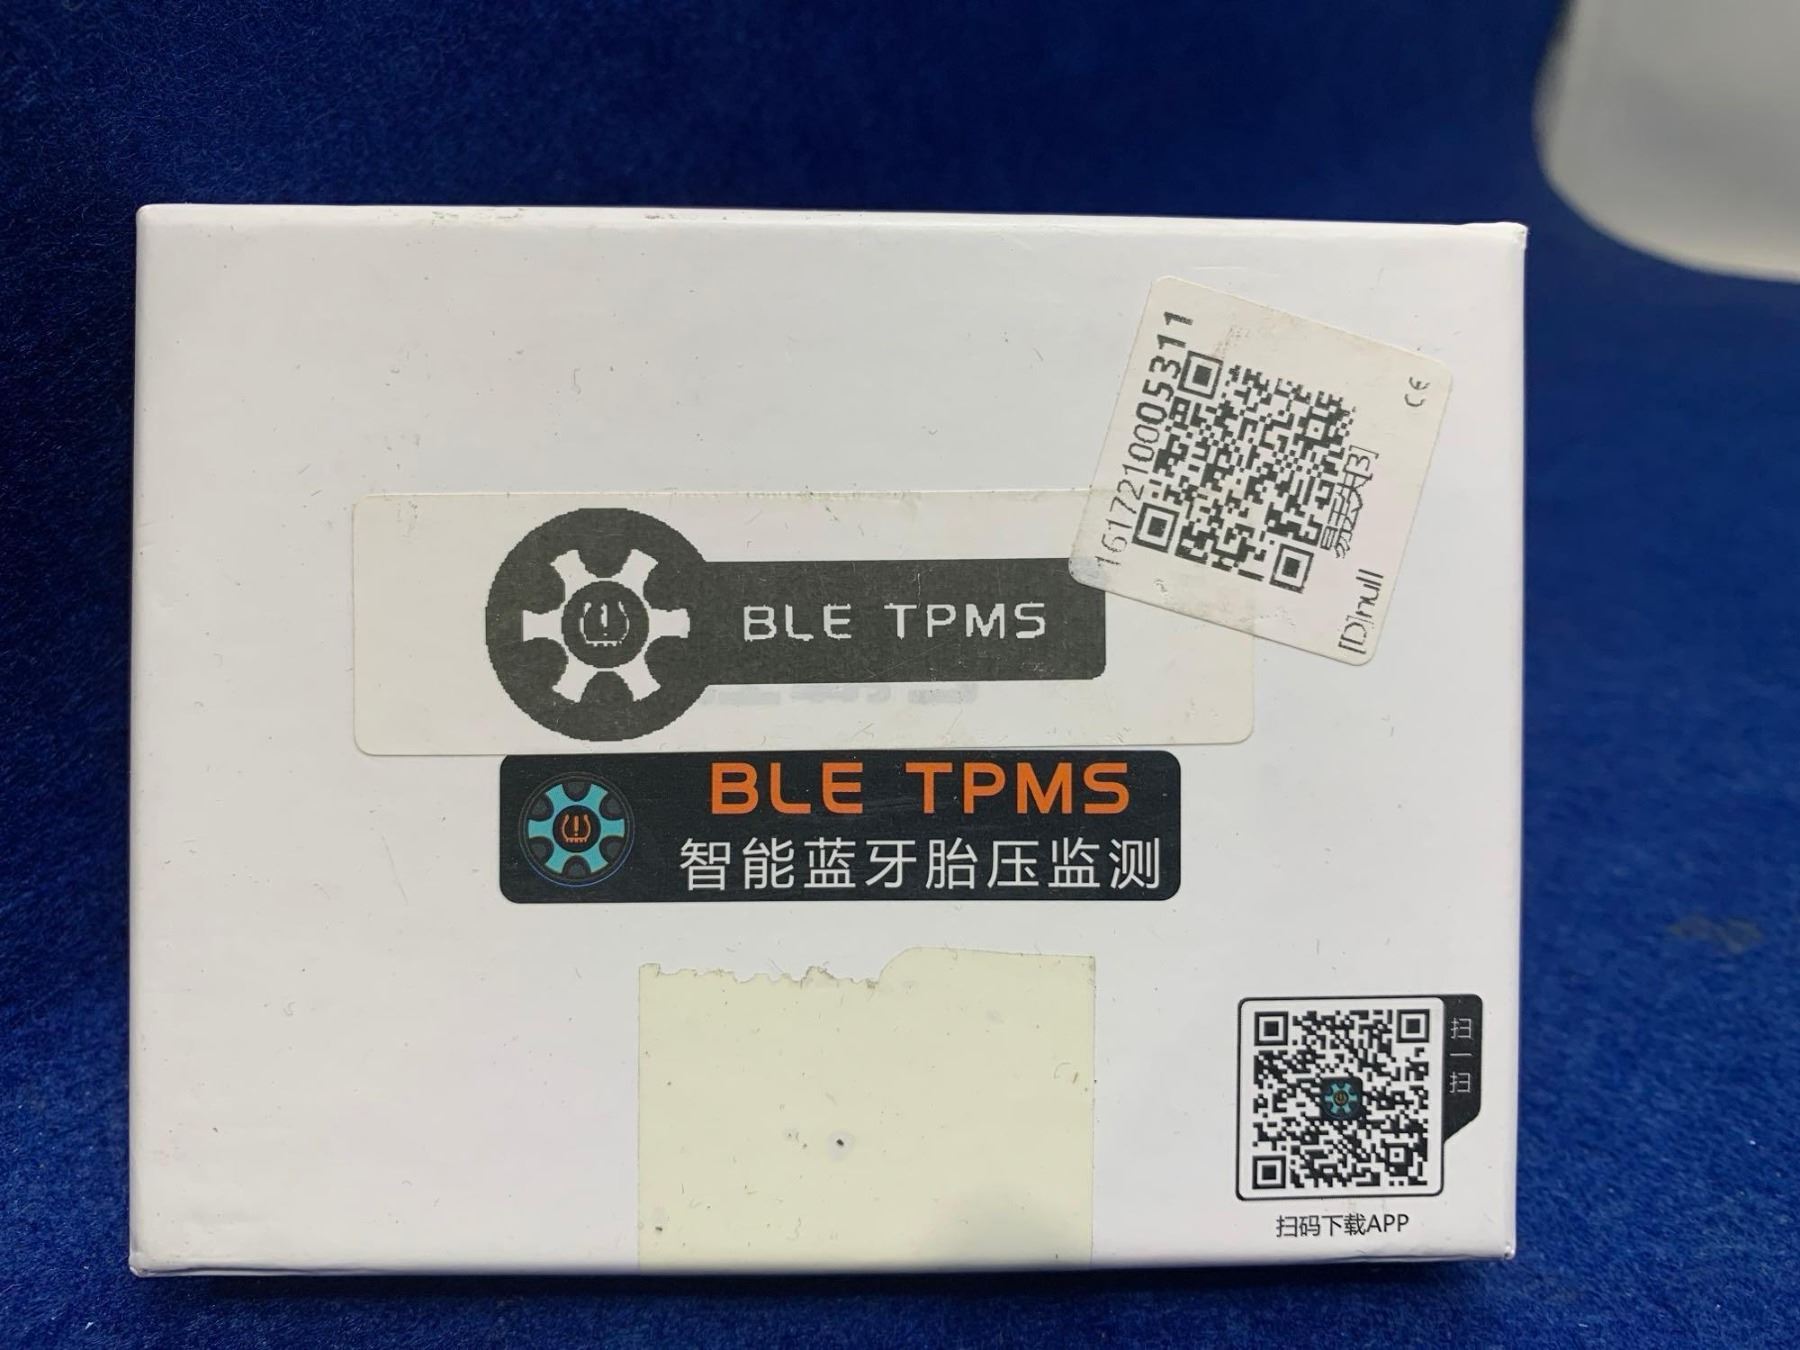 1617210005311
CE
[D]null
BLE TPMS
BLE TPMS
智能蓝牙胎压监测
扫一扫
扫码下载APP